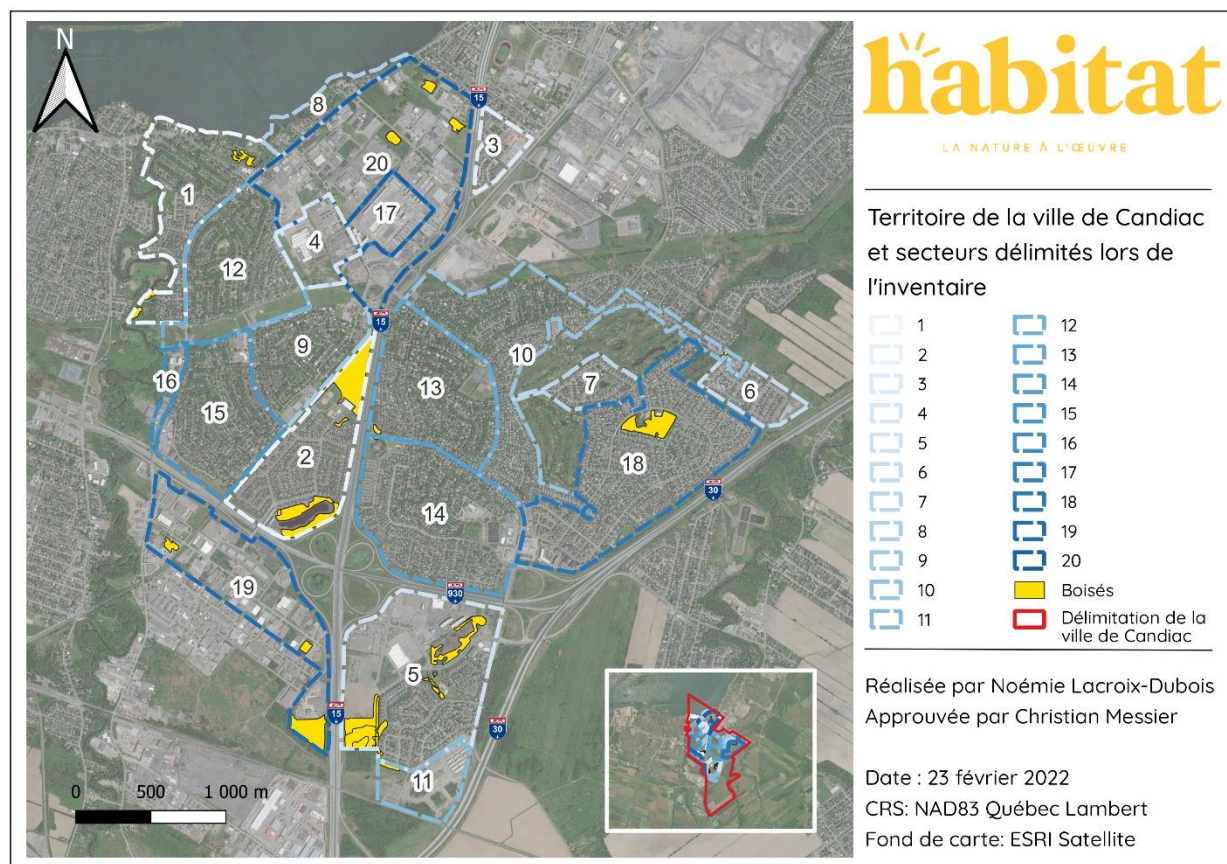 N
8
15
3
20
1
17
4
12
15
9
10
16
13
7
6
15
2
18
30
14
19
930
5
15
30
11
0 500 1 000 m
habitat
LA NATURE À L'ŒUVRE
Territoire de la ville de Candiac
et secteurs délimités lors de
l'inventaire
1 12
2 13
3 14
4 15
5 16
6 17
7 18
8 19
9 20
10 Boisés
11 Délimitation de la
ville de Candiac
Réalisée par Noémie Lacroix-Dubois
Approuvée par Christian Messier
Date : 23 février 2022
CRS: NAD83 Québec Lambert
Fond de carte: ESRI Satellite